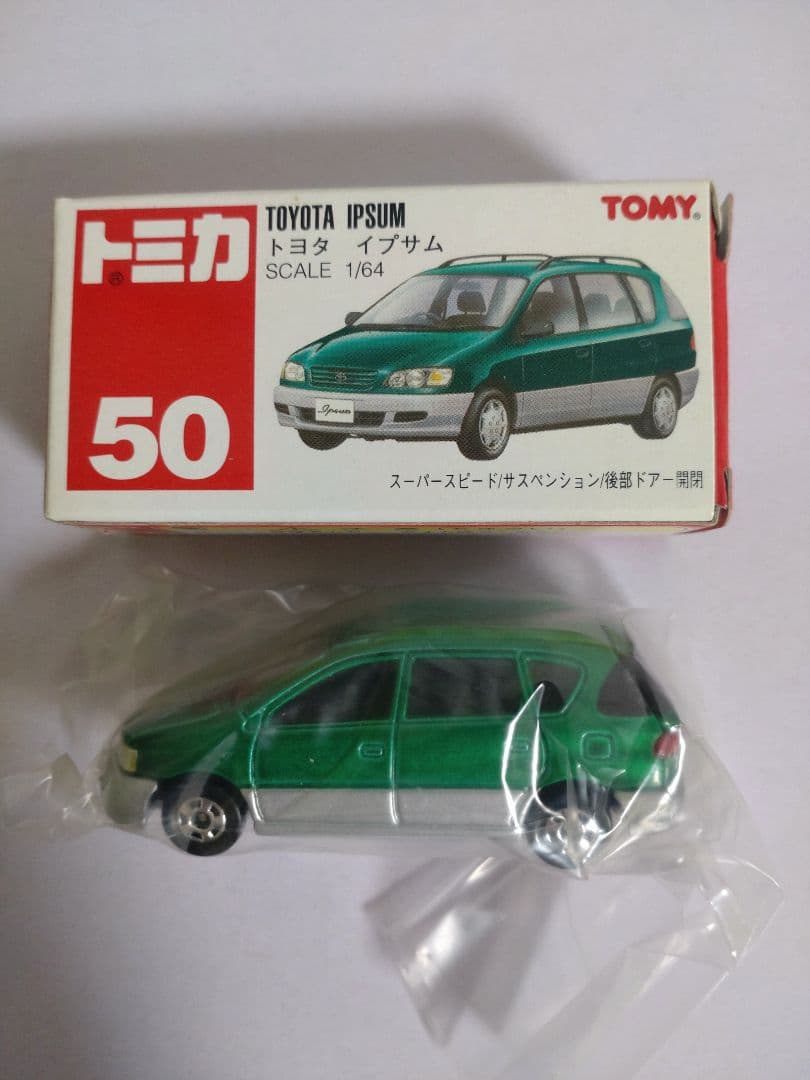 トミカ®
50
TOYOTA IPSUM
トヨタ イプサム
SCALE 1/64
TOMY®
Ipsum
スーパースピード/サスペンション/後部ドアー開閉